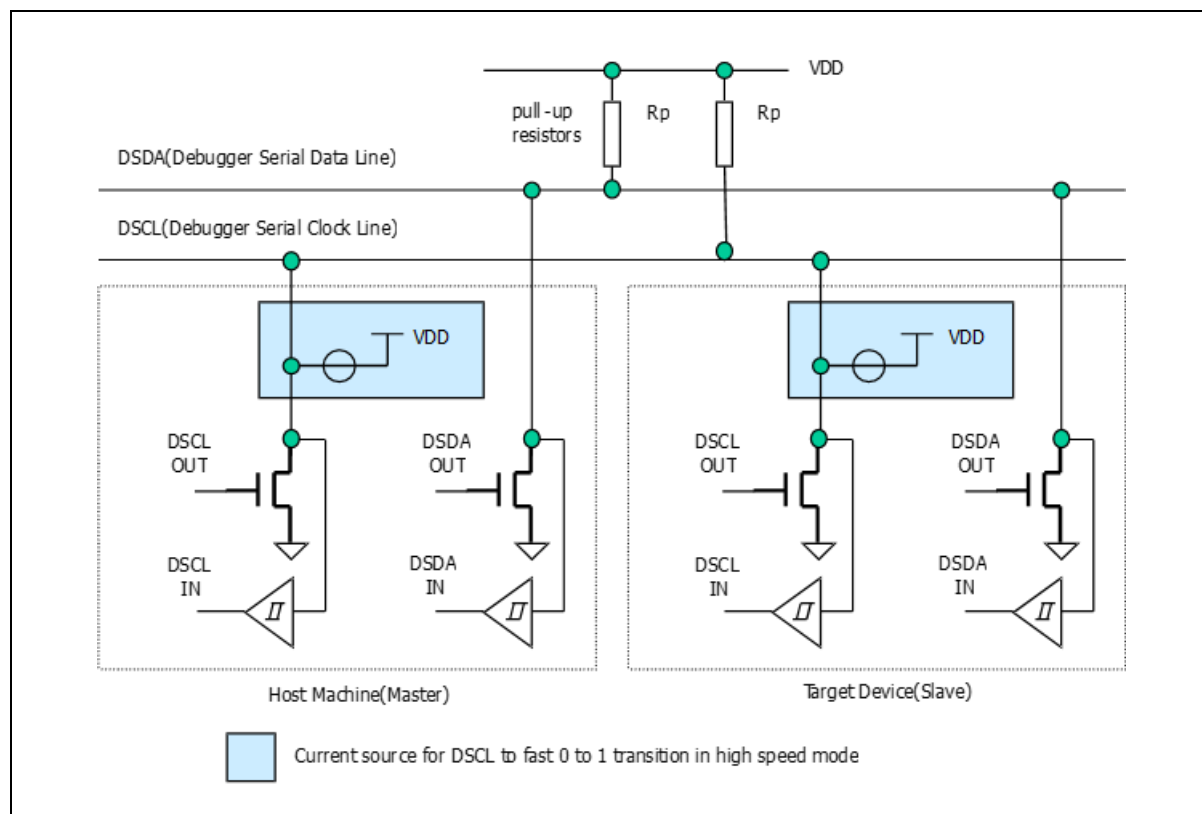 VDD
pull -up
resistors
Rp
Rp
DSDA(Debugger Serial Data Line)
DSCL(Debugger Serial Clock Line)
VDD
VDD
DSCL
OUT
DSDA
OUT
DSCL
OUT
DSDA
OUT
DSCL
IN
DSDA
IN
DSCL
IN
DSDA
IN
Host Machine(Master)
Target Device(Slave)
Current source for DSCL to fast 0 to 1 transition in high speed mode